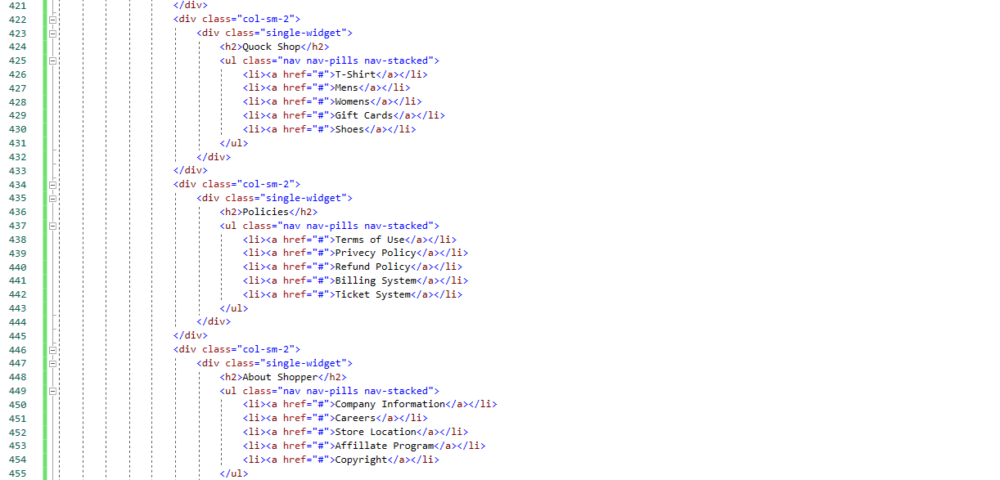 421 </div>
422 <div class="col-sm-2">
423 <div class="single-widget">
424 <h2>Quock Shop</h2>
425 <ul class="nav nav-pills nav-stacked">
426 <li><a href="#">T-Shirt</a></li>
427 <li><a href="#">Mens</a></li>
428 <li><a href="#">Womens</a></li>
429 <li><a href="#">Gift Cards</a></li>
430 <li><a href="#">Shoes</a></li>
431 </ul>
432 </div>
433 </div>
434 <div class="col-sm-2">
435 <div class="single-widget">
436 <h2>Policies</h2>
437 <ul class="nav nav-pills nav-stacked">
438 <li><a href="#">Terms of Use</a></li>
439 <li><a href="#">Privecy Policy</a></li>
440 <li><a href="#">Refund Policy</a></li>
441 <li><a href="#">Billing System</a></li>
442 <li><a href="#">Ticket System</a></li>
443 </ul>
444 </div>
445 </div>
446 <div class="col-sm-2">
447 <div class="single-widget">
448 <h2>About Shopper</h2>
449 <ul class="nav nav-pills nav-stacked">
450 <li><a href="#">Company Information</a></li>
451 <li><a href="#">Careers</a></li>
452 <li><a href="#">Store Location</a></li>
453 <li><a href="#">Affillate Program</a></li>
454 <li><a href="#">Copyright</a></li>
455 </ul>